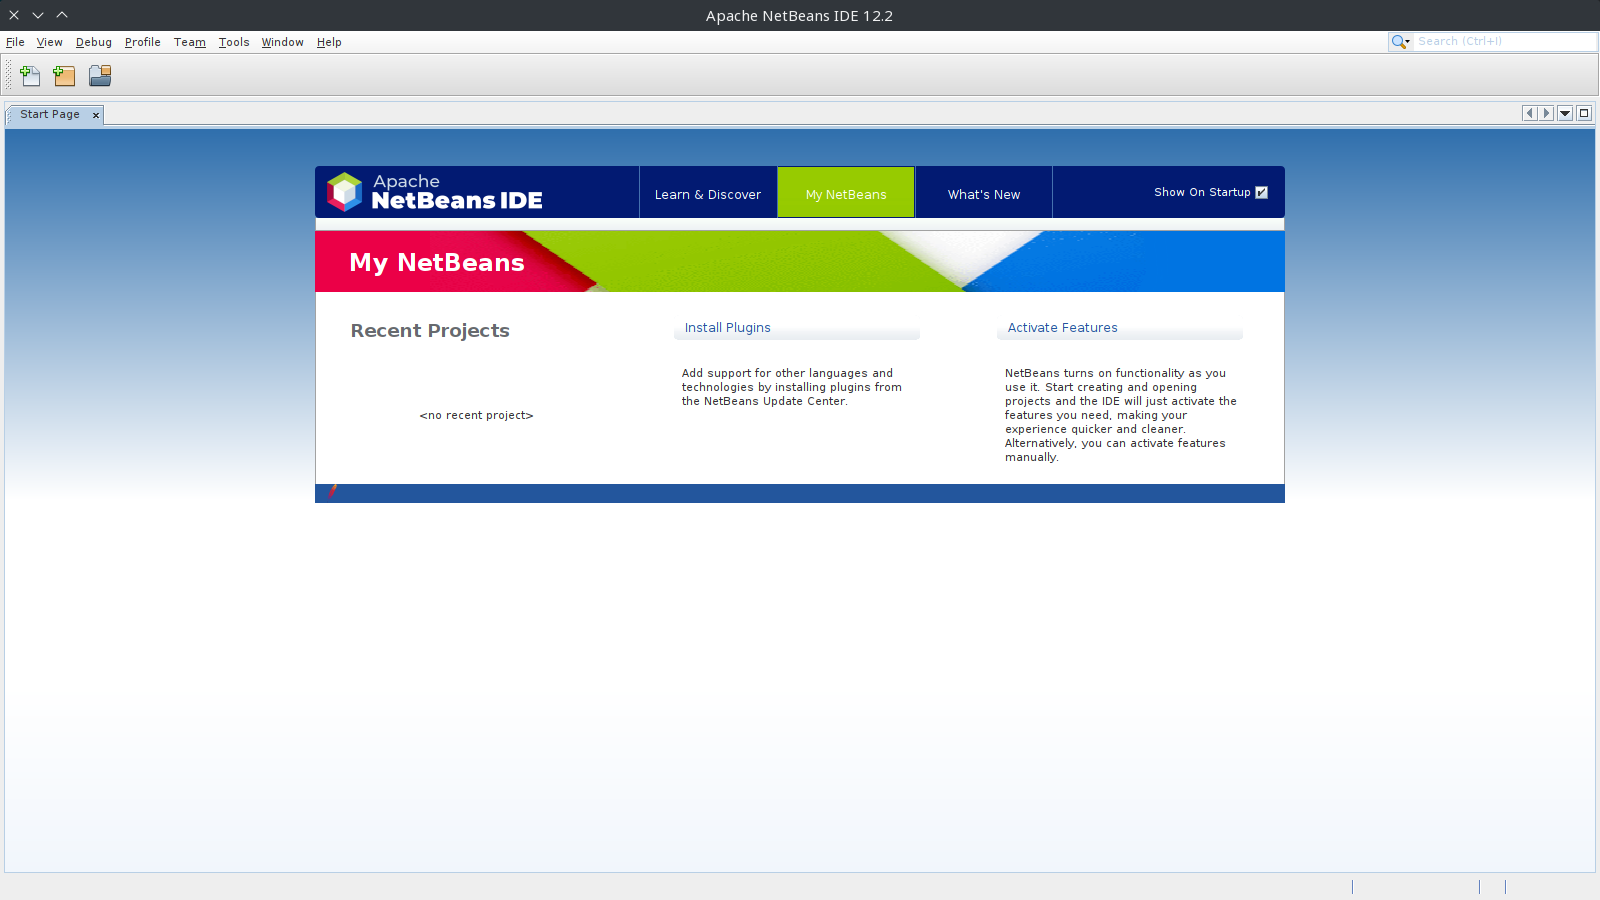 Apache NetBeans IDE 12.2
File View Debug Profile Team Tools Window Help
Search (Ctrl+I)
Start Page
Apache
NetBeans IDE
Learn & Discover
My NetBeans
What's New
Show On Startup
My NetBeans
Recent Projects
<no recent project>
Install Plugins
Add support for other languages and
technologies by installing plugins from
the NetBeans Update Center.
Activate Features
NetBeans turns on functionality as you
use it. Start creating and opening
projects and the IDE will just activate the
features you need, making your
experience quicker and cleaner.
Alternatively, you can activate features
manually.